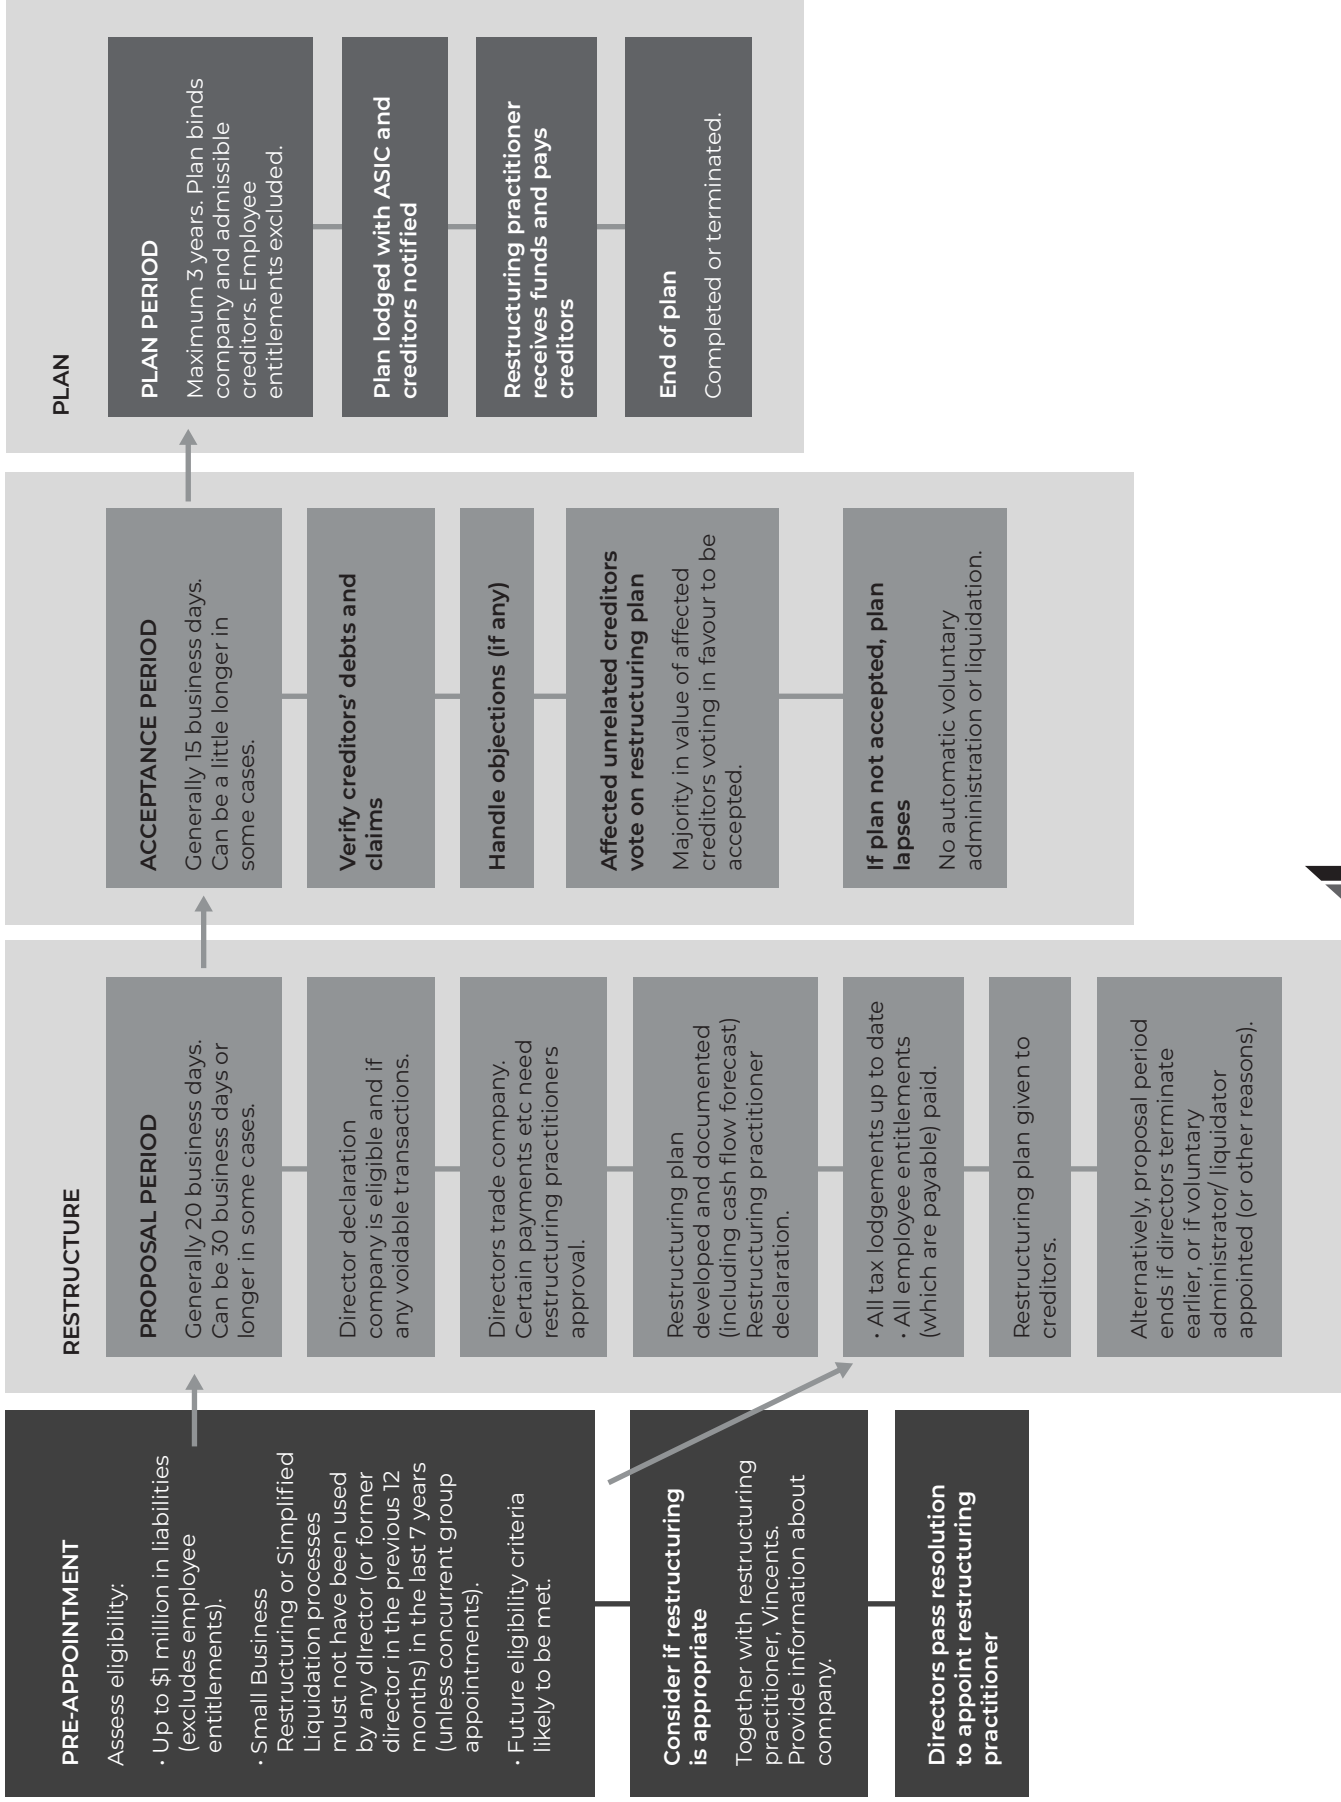 PRE-APPOINTMENT
Assess eligibility:
• Up to $1 million in liabilities
(excludes employee
entitlements).
• Small Business
Restructuring or Simplified
Liquidation processes
must not have been used
by any dIrector (or former
director in the previous 12
months) in the last 7 years
(unless concurrent group
appointments).
• Future eligibility criteria
likely to be met.
Consider if restructuring
is appropriate
Together with restructuring
practitioner, Vincents.
Provide information about
company.
Directors pass resolution
to appoint restructuring
practitioner
RESTRUCTURE
PROPOSAL PERIOD
Generally 20 business days.
Can be 30 business days or
longer in some cases.
Director declaration
company is eligible and if
any voidable transactions.
Directors trade company.
Certain payments etc need
restructuring practitioners
approval.
Restructuring plan
developed and documented
(including cash flow forecast)
Restructuring practitioner
declaration.
• All tax lodgements up to date
• All employee entitlements
(which are payable) paid.
Restructuring plan given to
creditors.
Alternatively, proposal period
ends if directors terminate
earlier, or if voluntary
administrator/ liquidator
appointed (or other reasons).
ACCEPTANCE PERIOD
Generally 15 business days.
Can be a little longer in
some cases.
Verify creditors’ debts and
claims
Handle objections (if any)
Affected unrelated creditors
vote on restructuring plan
Majority in value of affected
creditors voting in favour to be
accepted.
If plan not accepted, plan
lapses
No automatic voluntary
administration or liquidation.
PLAN
PLAN PERIOD
Maximum 3 years. Plan binds
company and admissible
creditors. Employee
entitlements excluded.
Plan lodged with ASIC and
creditors notified
Restructuring practitioner
receives funds and pays
creditors
End of plan
Completed or terminated.